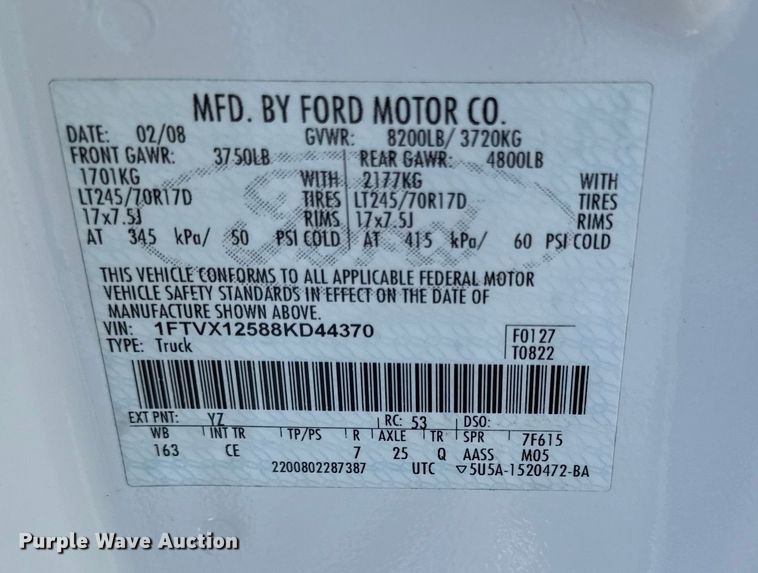 MFD. BY FORD MOTOR CO.
DATE: 02/08 GVWR: 8200LB/ 3720KG
FRONT GAWR: 3750LB REAR GAWR: 4800LB
1701KG WITH 2177KG WITH
LT245/70R17D TIRES LT245/70R17D TIRES
17x7.5J RIMS 17x7.5J RIMS
AT 345 kPa/ 50 PSI COLD AT 415 kPa/ 60 PSI COLD
THIS VEHICLE CONFORMS TO ALL APPLICABLE FEDERAL MOTOR
VEHICLE SAFETY STANDARDS IN EFFECT ON THE DATE OF
MANUFACTURE SHOWN ABOVE.
VIN: 1FTVX12588KD44370 F0127
TYPE: Truck T0822
EXT PNT: YZ RC: 53 DSO:
WB INT TR TP/PS R AXLE TR SPR 7F615
163 CE 7 25 Q AASS M05
2200802287387 UTC ▽5U5A-1520472-BA
Ford
Purple Wave Auction